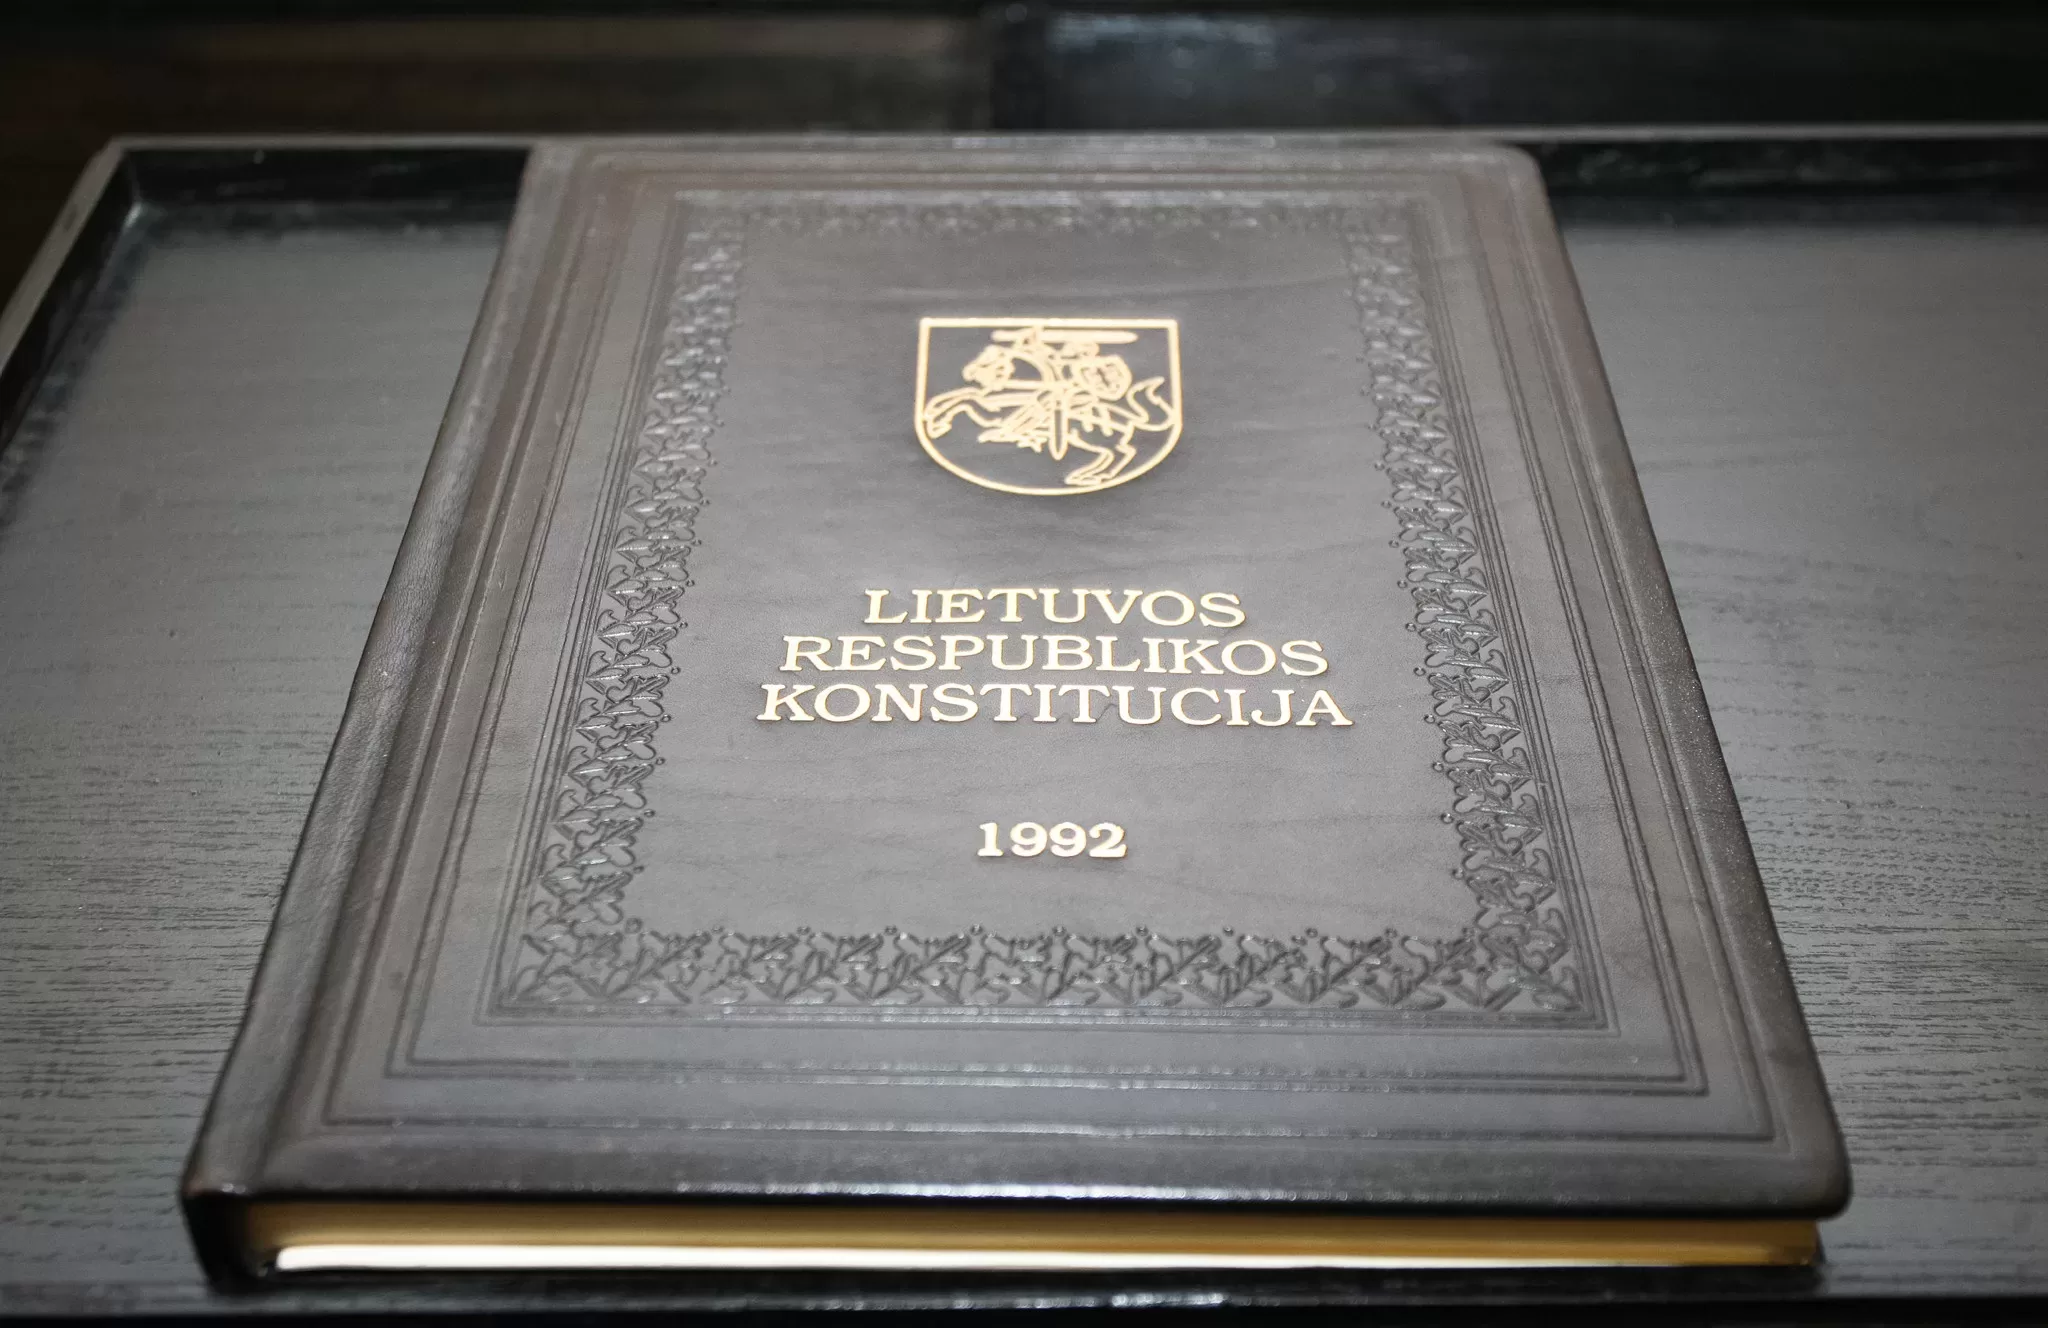 LIETUVOS
RESPUBLIKOS
KONSTITUCIJA
1992